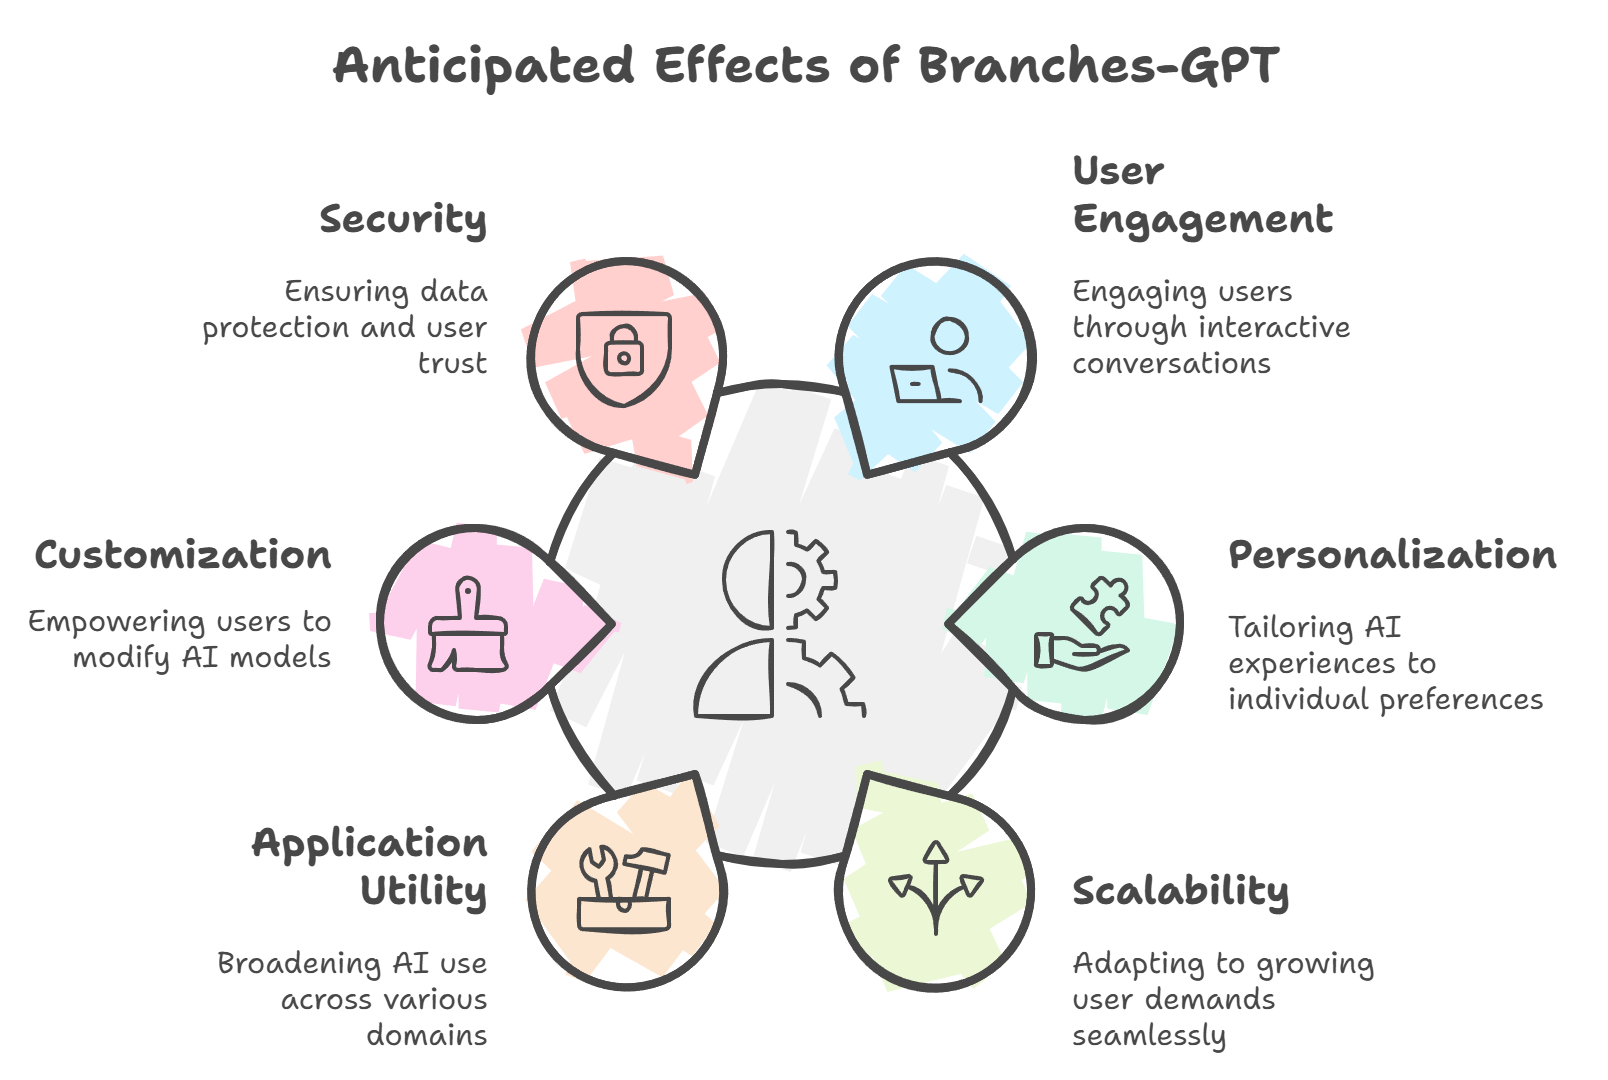 Anticipated Effects of Branches-GPT
Security
Ensuring data
protection and user
trust
User
Engagement
Engaging users
through interactive
conversations
Customization
Empowering users to
modify AI models
Personalization
Tailoring AI
experiences to
individual preferences
Application
Utility
Broadening AI use
across various
domains
Scalability
Adapting to growing
user demands
seamlessly